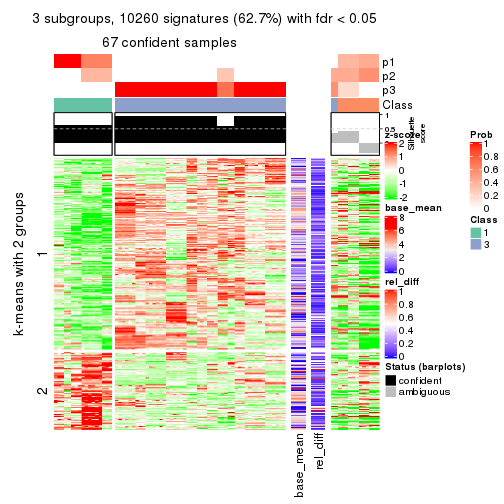 3 subgroups, 10260 signatures (62.7%) with fdr < 0.05
67 confident samples
p1
p2
p3
Class
1
0.5
Silhouette
score
k-means with 2 groups
1
2
base_mean
rel_diff
z-score
2
1
0
-1
-2
base_mean
8
6
4
2
0
rel_diff
1
0.8
0.6
0.4
0.2
0
Status (barplots)
confident
ambiguous
Prob
1
0.8
0.6
0.4
0.2
0
Class
1
3